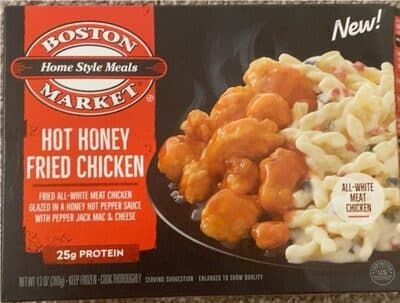 New!
BOSTON
Home Style Meals
MARKET®
HOT HONEY
FRIED CHICKEN
FRIED ALL-WHITE MEAT CHICKEN
GLAZED IN A HONEY HOT PEPPER SAUCE
WITH PEPPER JACK MAC & CHEESE
25g PROTEIN
ALL-WHITE
MEAT
CHICKEN
KEEP FROZEN • COOK THOROUGHLY
SERVING SUGGESTION - ENLARGED TO SHOW QUALITY